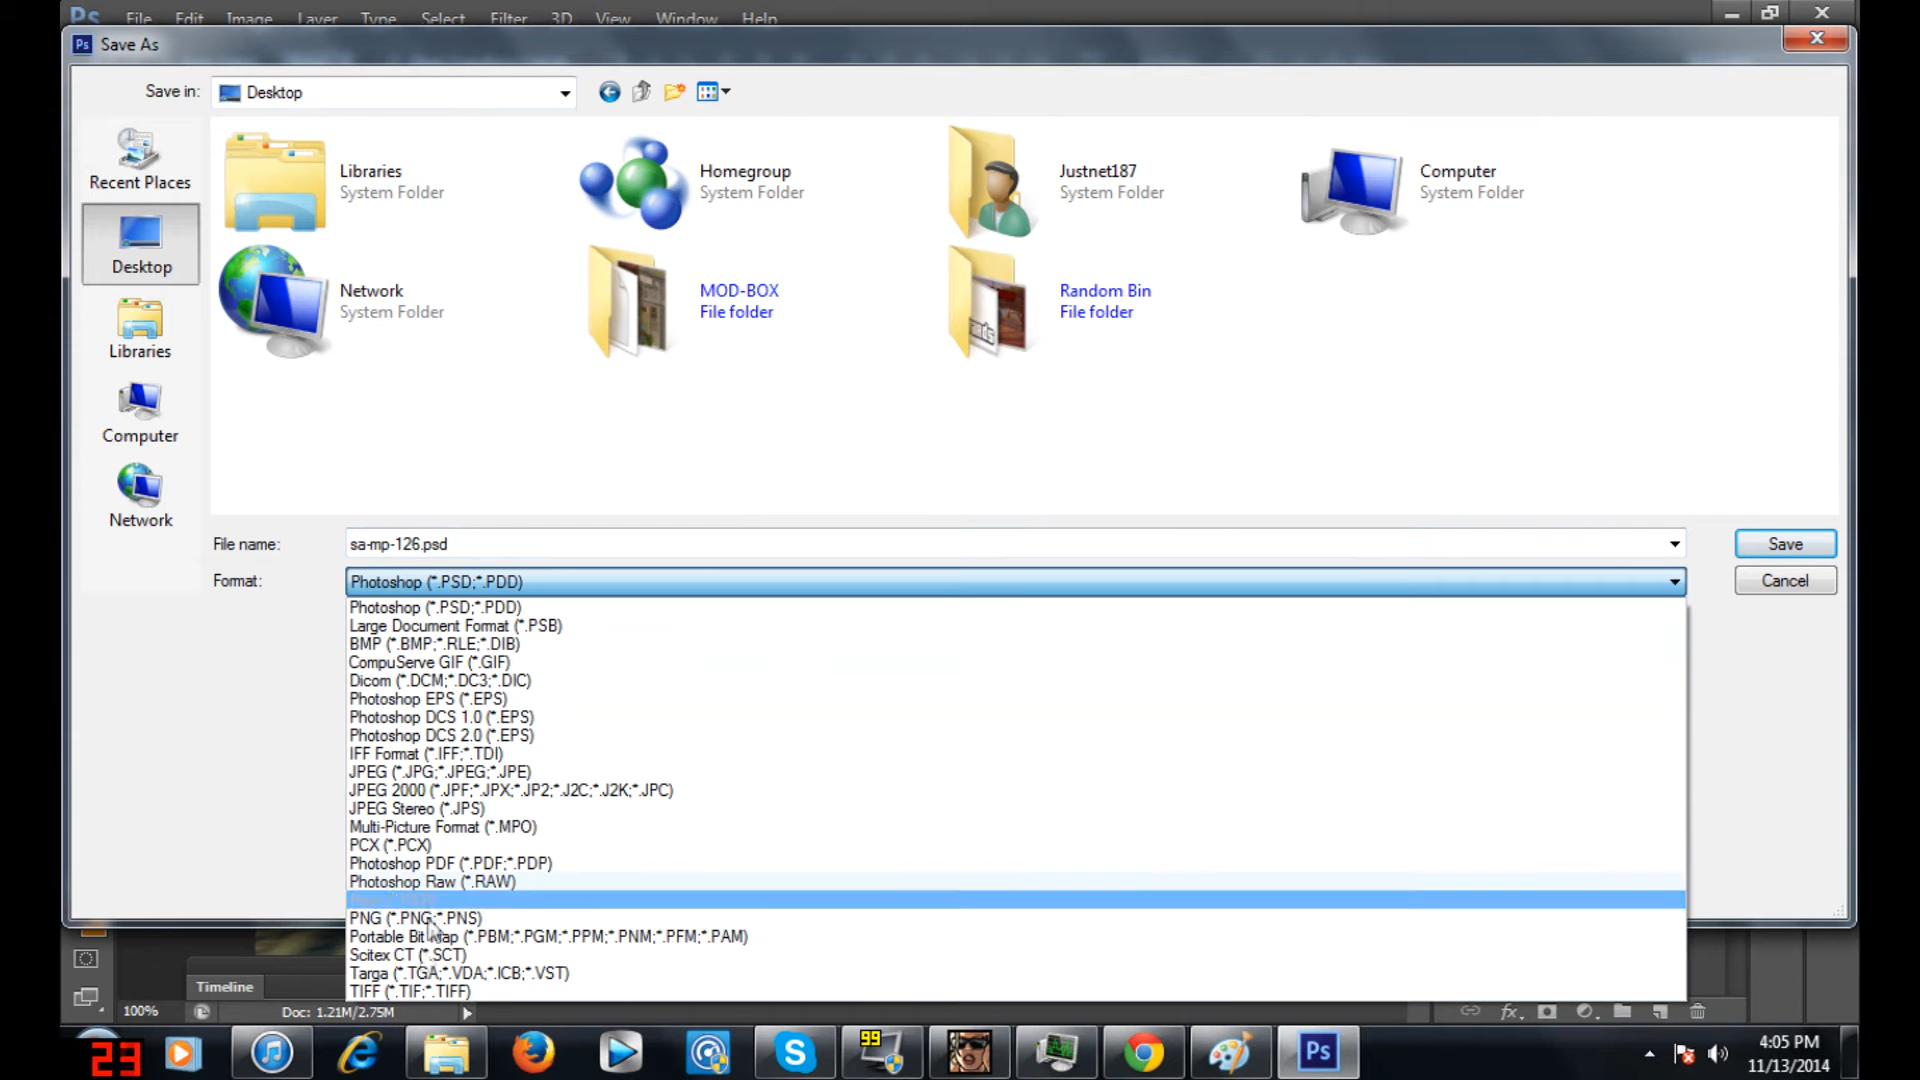 Ps File Edit Image Layer Type Select Filter 3D View Window Help
Ps Save As
Save in: Desktop
Recent Places
Desktop
Libraries
Computer
Network
Libraries
System Folder
Homegroup
System Folder
Justnet187
System Folder
Computer
System Folder
Network
System Folder
MOD-BOX
File folder
Random Bin
File folder
File name: sa-mp-126.psd Save
Format: Photoshop (*.PSD;*.PDD) Cancel
Photoshop (*.PSD;*.PDD)
Large Document Format (*.PSB)
BMP (*.BMP;*.RLE;*.DIB)
CompuServe GIF (*.GIF)
Dicom (*.DCM;*.DC3;*.DIC)
Photoshop EPS (*.EPS)
Photoshop DCS 1.0 (*.EPS)
Photoshop DCS 2.0 (*.EPS)
IFF Format (*.IFF;*.TDI)
JPEG (*.JPG;*.JPEG;*.JPE)
JPEG 2000 (*.JPF;*.JPX;*.JP2;*.J2C;*.J2K;*.JPC)
JPEG Stereo (*.JPS)
Multi-Picture Format (*.MPO)
PCX (*.PCX)
Photoshop PDF (*.PDF;*.PDP)
Photoshop Raw (*.RAW)
PNG (*.PNG;*.PNS)
Portable Bit Map (*.PBM;*.PGM;*.PPM;*.PNM;*.PFM;*.PAM)
Scitex CT (*.SCT)
Targa (*.TGA;*.VDA;*.ICB;*.VST)
TIFF (*.TIF;*.TIFF)
Timeline
100% Doc: 1.21M/2.75M fx
23 99 S Ps
4:05 PM
11/13/2014